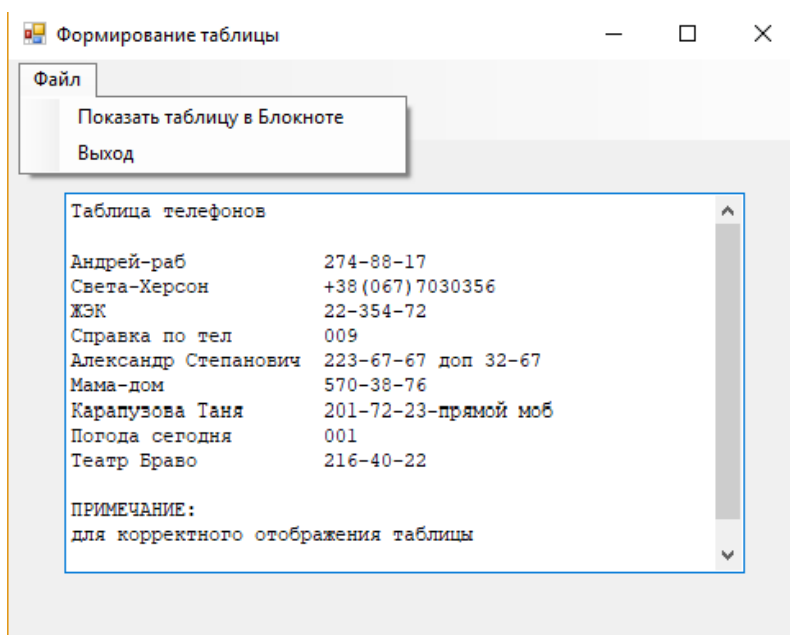 Формирование таблицы
Файл
Показать таблицу в Блокноте
Выход
Таблица телефонов
Андрей-раб 274-88-17
Света-Херсон +38(067)7030356
ЖЭК 22-354-72
Справка по тел 009
Александр Степанович 223-67-67 доп 32-67
Мама-дом 570-38-76
Карапузова Таня 201-72-23-прямой моб
Погода сегодня 001
Театр Браво 216-40-22
ПРИМЕЧАНИЕ:
для корректного отображения таблицы